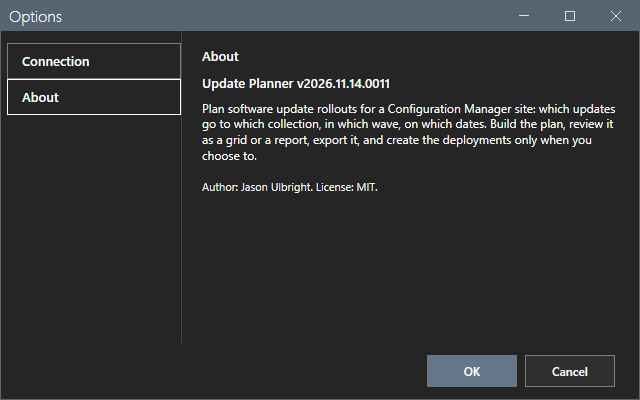 Options
Connection
About
About
Update Planner v2026.11.14.0011
Plan software update rollouts for a Configuration Manager site: which updates
go to which collection, in which wave, on which dates. Build the plan, review it
as a grid or a report, export it, and create the deployments only when you
choose to.
Author: Jason Ulbright. License: MIT.
OK
Cancel